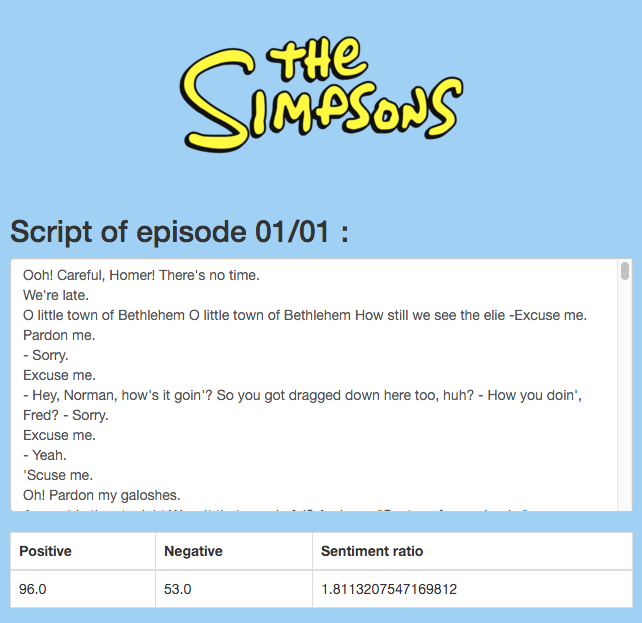 THE
SIMPSONS
Script of episode 01/01 :
Ooh! Careful, Homer! There's no time.
We're late.
O little town of Bethlehem O little town of Bethlehem How still we see the elie -Excuse me.
Pardon me.
- Sorry.
Excuse me.
- Hey, Norman, how's it goin'? So you got dragged down here too, huh? - How you doin',
Fred? - Sorry.
Excuse me.
- Yeah.
'Scuse me.
Oh! Pardon my galoshes.
Positive Negative Sentiment ratio
96.0 53.0 1.8113207547169812